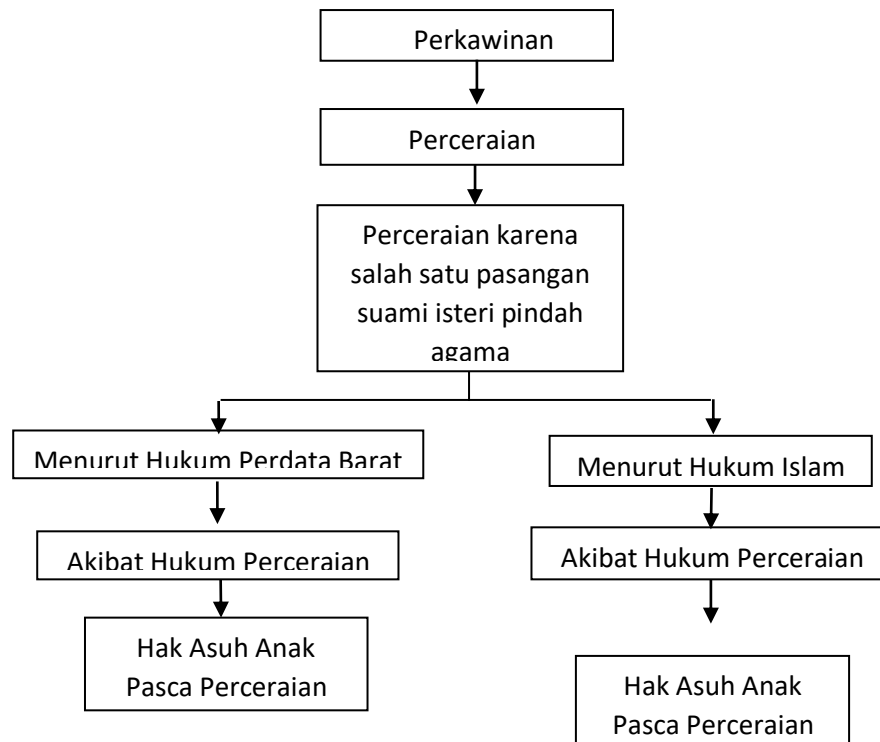 Perkawinan
Perceraian
Perceraian karena
salah satu pasangan
suami isteri pindah
agama
Menurut Hukum Perdata Barat
Menurut Hukum Islam
Akibat Hukum Perceraian
Akibat Hukum Perceraian
Hak Asuh Anak
Pasca Perceraian
Hak Asuh Anak
Pasca Perceraian